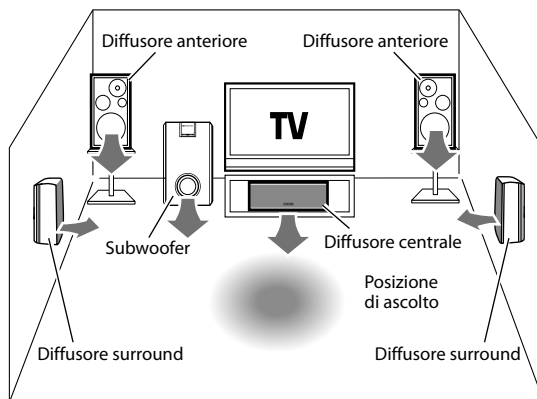 Diffusore anteriore
Diffusore anteriore
TV
Subwoofer
Diffusore centrale
Posizione
di ascolto
Diffusore surround
Diffusore surround